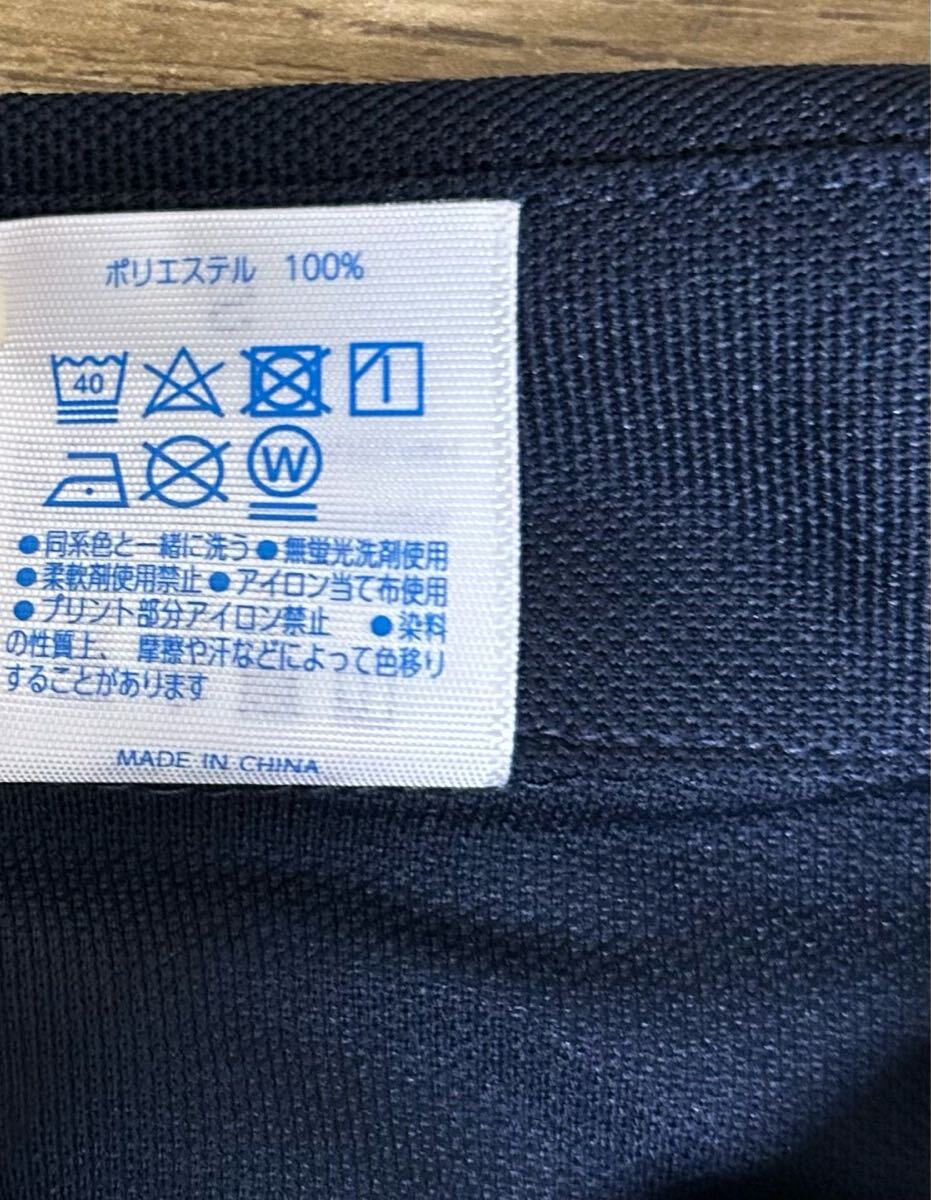 ポリエステル 100%
40
W
●同系色と一緒に洗う ●無蛍光洗剤使用
●柔軟剤使用禁止 ●アイロン当て布使用
●プリント部分アイロン禁止 ●染料
の性質上、 摩擦や汗などによって色移り
することがあります
MADE IN CHINA